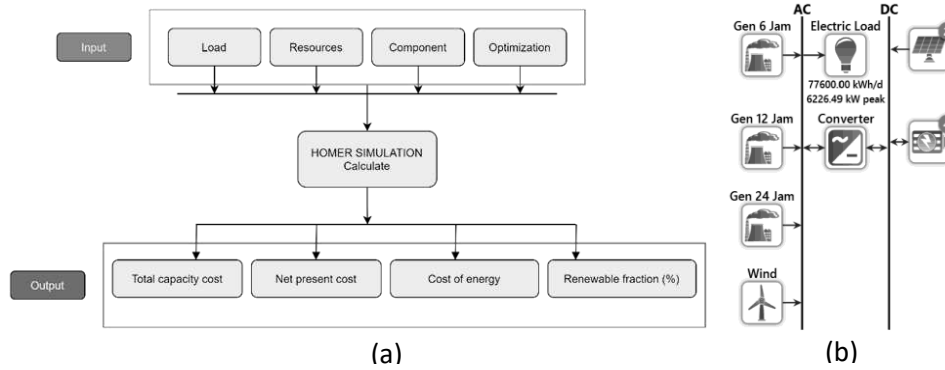 Input
Load
Resources
Component
Optimization
HOMER SIMULATION
Calculate
Output
Total capacity cost
Net present cost
Cost of energy
Renewable fraction (%)
(a)
AC
DC
Gen 6 Jam
Electric Load
77600.00 kWh/d
6226.49 kW peak
Gen 12 Jam
Converter
Gen 24 Jam
Wind
(b)